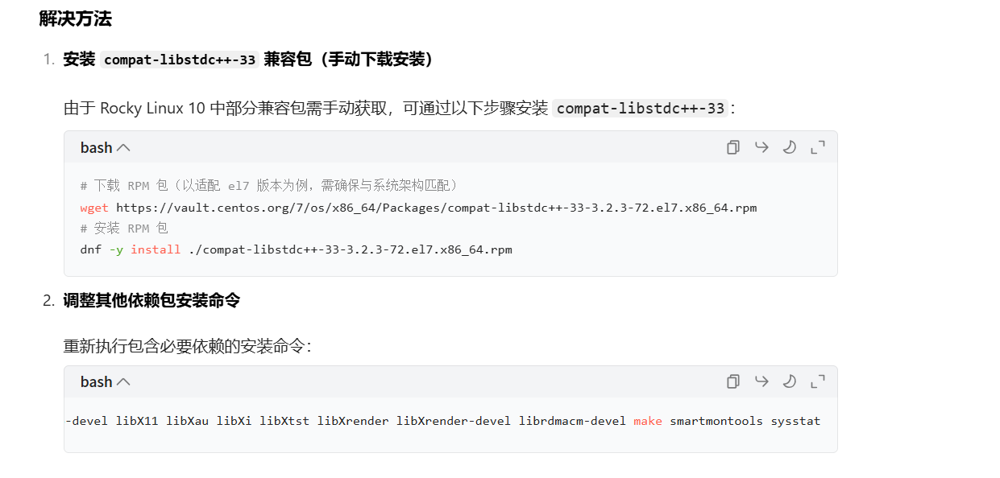 解决方法
1. 安装 compat-libstdc++-33 兼容包（手动下载安装）
由于 Rocky Linux 10 中部分兼容包需手动获取，可通过以下步骤安装 compat-libstdc++-33：
bash
# 下载 RPM 包（以适配 el7 版本为例，需确保与系统架构匹配）
wget https://vault.centos.org/7/os/x86_64/Packages/compat-libstdc++-33-3.2.3-72.el7.x86_64.rpm
# 安装 RPM 包
dnf -y install ./compat-libstdc++-33-3.2.3-72.el7.x86_64.rpm
2. 调整其他依赖包安装命令
重新执行包含必要依赖的安装命令：
bash
-devel libX11 libXau libXi libXtst libXrender libXrender-devel librdmacm-devel make smartmontools sysstat